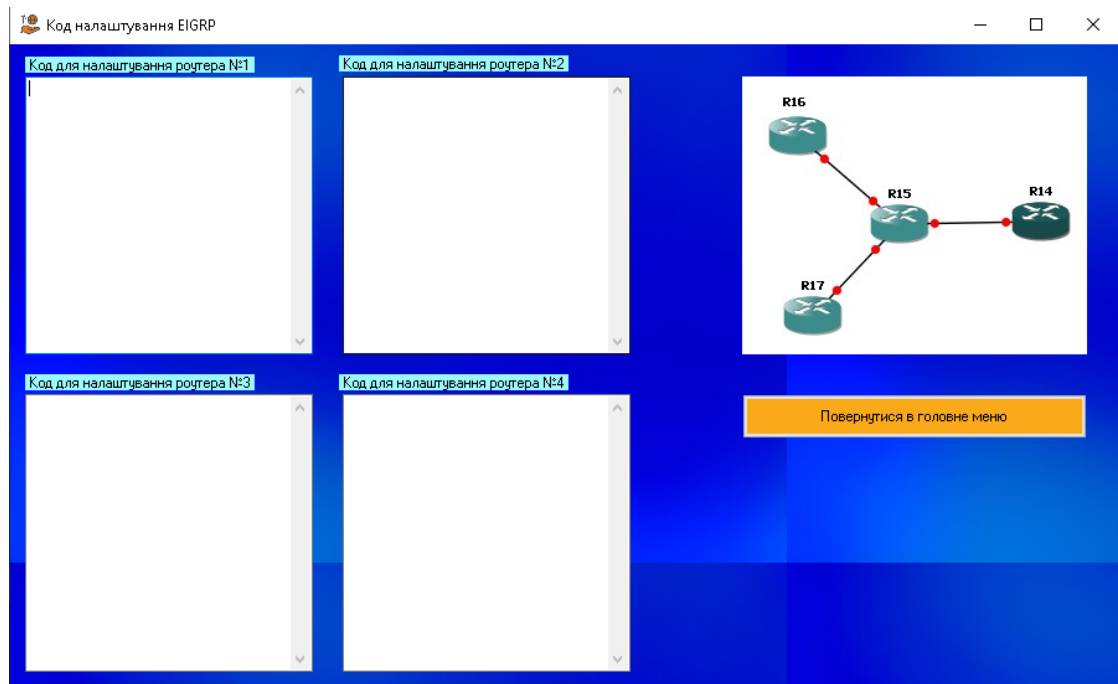 Код налаштування EIGRP
Код для налаштування роутера №1
Код для налаштування роутера №2
R16
R15
R14
R17
Код для налаштування роутера №3
Код для налаштування роутера №4
Повернутися в головне меню